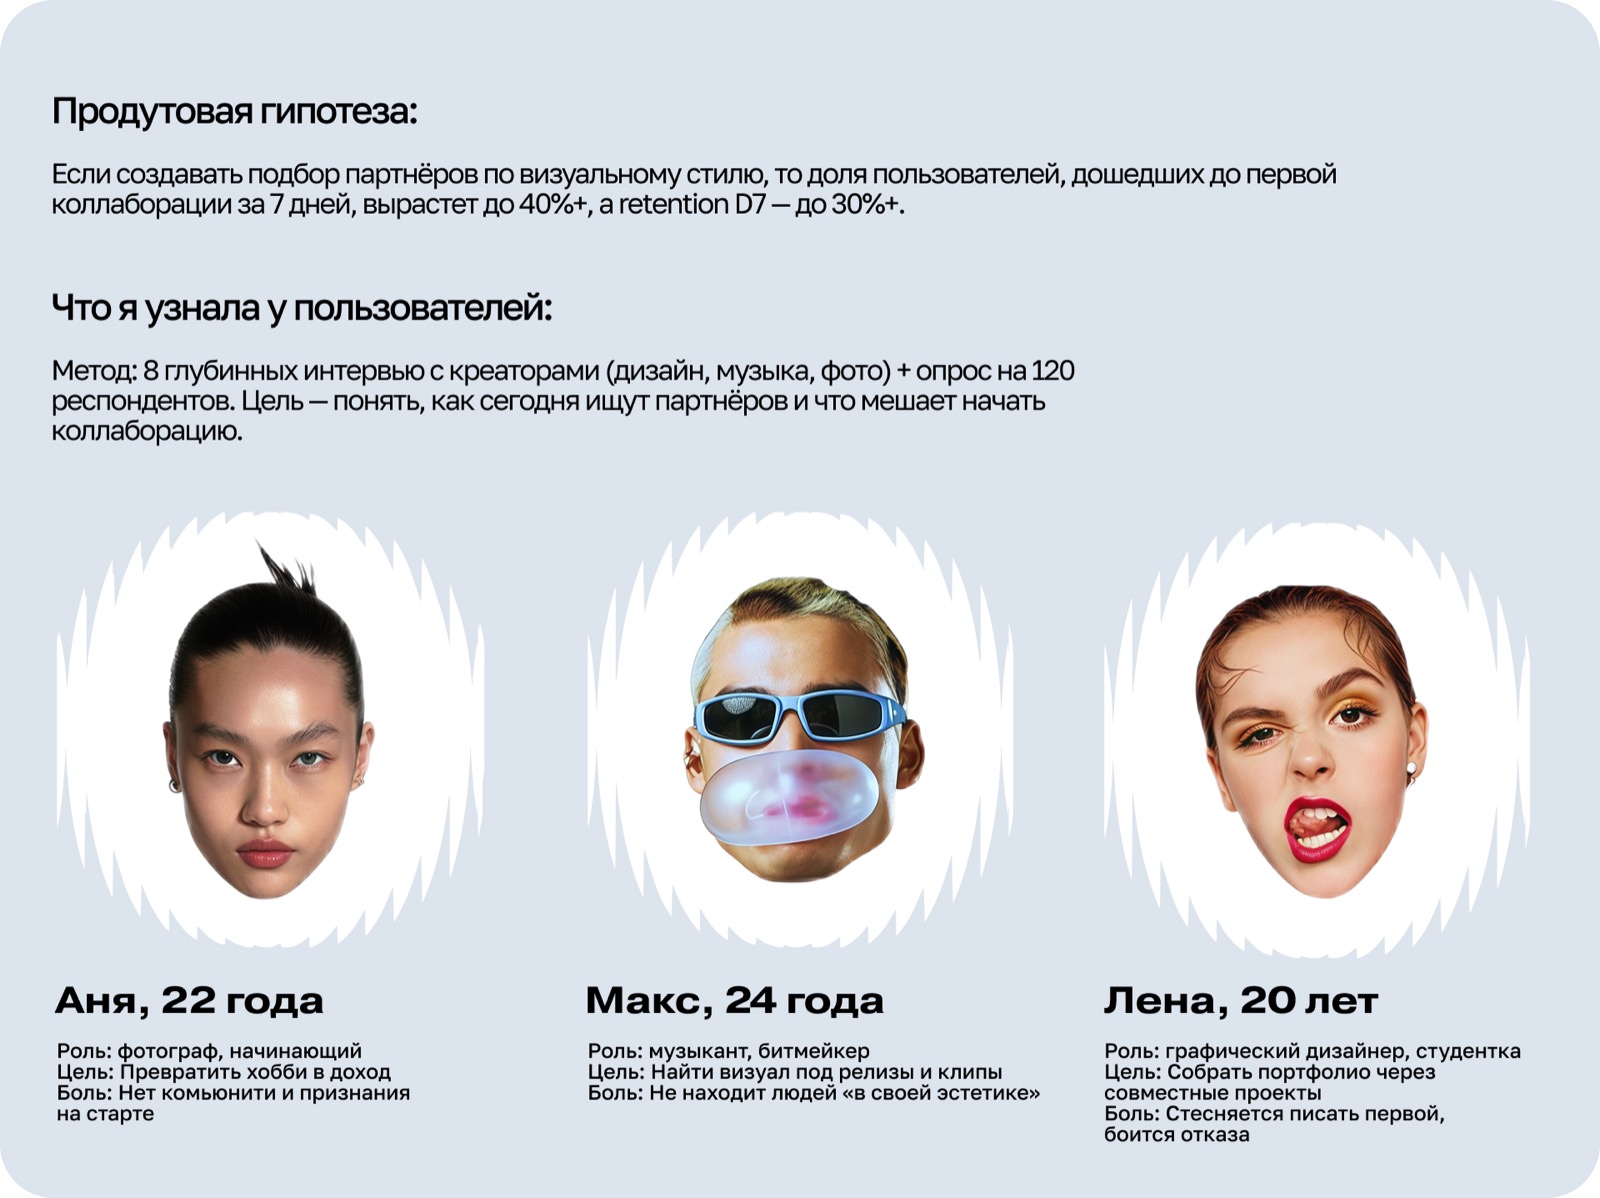 Продутовая гипотеза:
Если создавать подбор партнёров по визуальному стилю, то доля пользователей, дошедших до первой
коллаборации за 7 дней, вырастет до 40%+, а retention D7 — до 30%+.
Что я узнала у пользователей:
Метод: 8 глубинных интервью с креаторами (дизайн, музыка, фото) + опрос на 120
респондентов. Цель — понять, как сегодня ищут партнёров и что мешает начать
коллаборацию.
Аня, 22 года
Роль: фотограф, начинающий
Цель: Превратить хобби в доход
Боль: Нет комьюнити и признания
на старте
Макс, 24 года
Роль: музыкант, битмейкер
Цель: Найти визуал под релизы и клипы
Боль: Не находит людей «в своей эстетике»
Лена, 20 лет
Роль: графический дизайнер, студентка
Цель: Собрать портфолио через
совместные проекты
Боль: Стесняется писать первой,
боится отказа